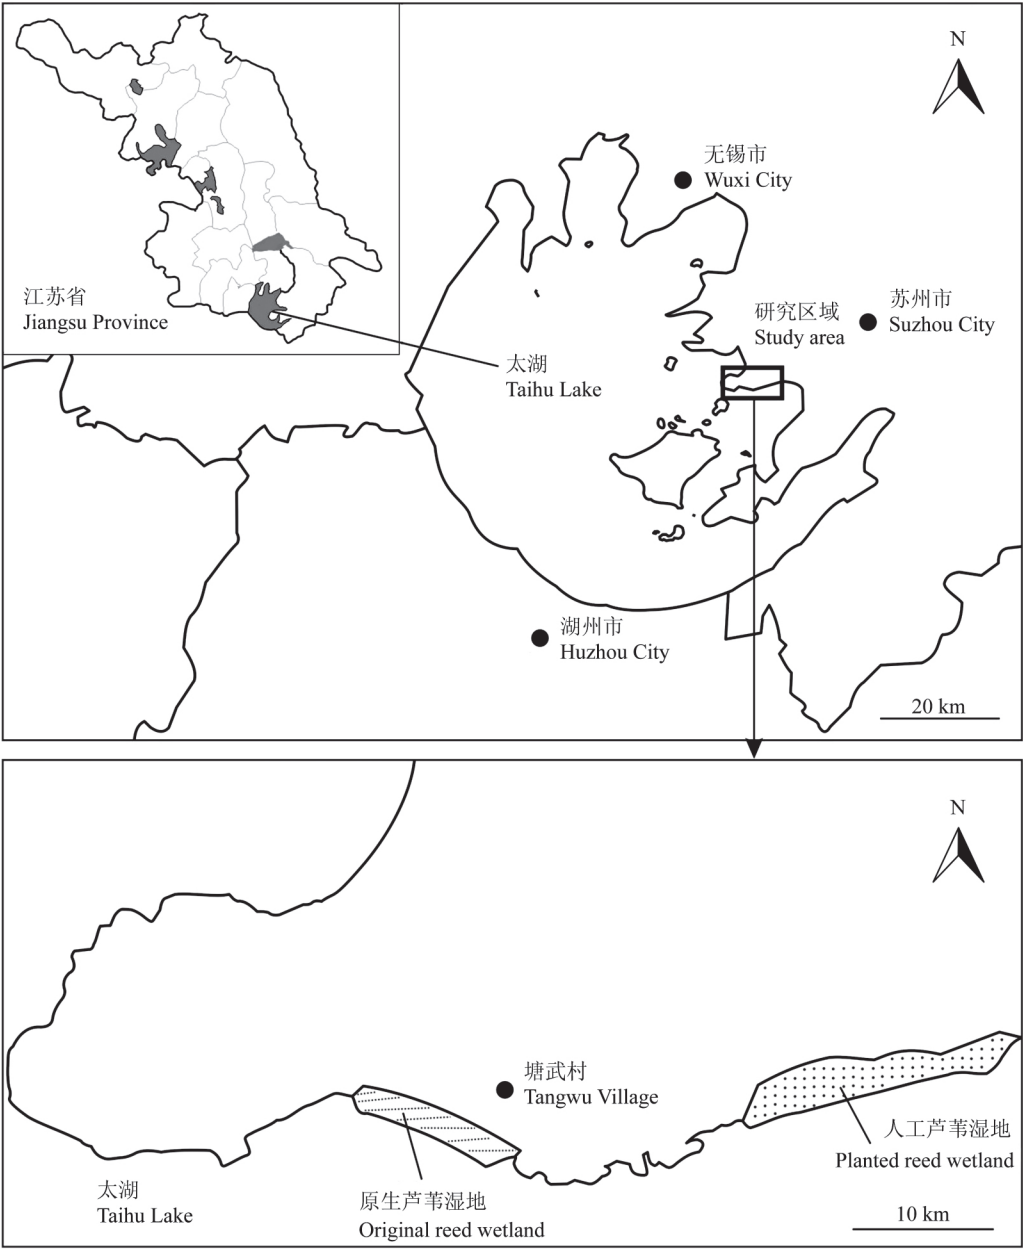 N
无锡市
Wuxi City
江苏省
Jiangsu Province
研究区域
Study area
苏州市
Suzhou City
太湖
Taihu Lake
湖州市
Huzhou City
20 km
N
塘武村
Tangwu Village
人工芦苇湿地
Planted reed wetland
太湖
Taihu Lake
原生芦苇湿地
Original reed wetland
10 km